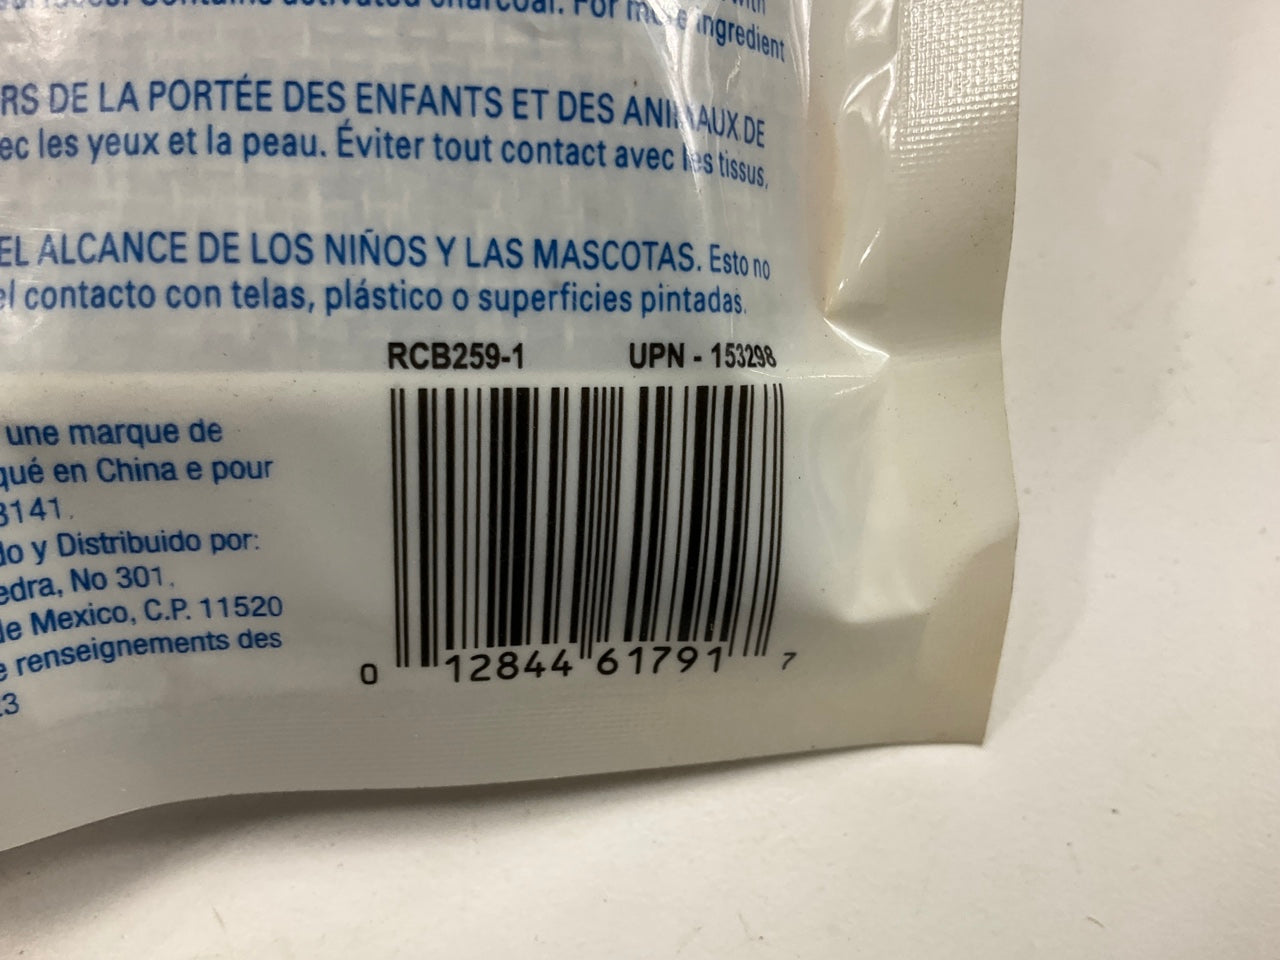 Contains activated charcoal. For more ingredient
RS DE LA PORTÉE DES ENFANTS ET DES ANIMAUX. DE
ec les yeux et la peau. Éviter tout contact avec les tissus,
EL ALCANCE DE LOS NIÑOS Y LAS MASCOTAS. Esto no
el contacto con telas, plástico o superficies pintadas.
RCB259-1 UPN - 153298
une marque de
qué en China e pour
3141.
do y Distribuido por:
edra, No 301.
de Mexico, C.P. 11520
e renseignements des
23
0 12844 61791 7